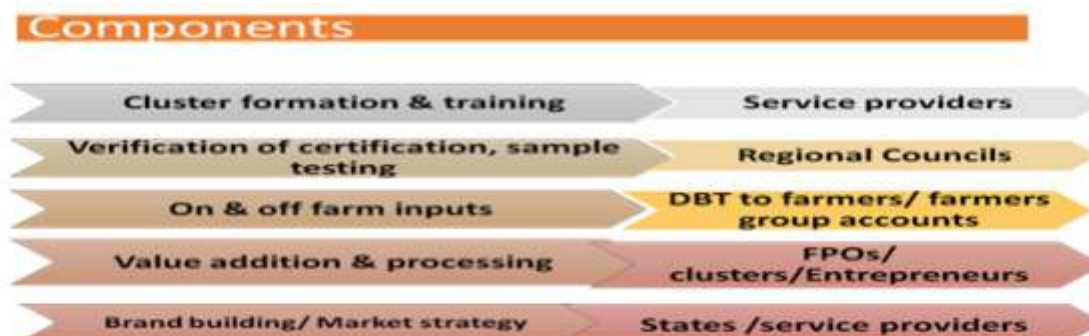 Components
Cluster formation & training
Service providers
Verification of certification, sample
testing
Regional Councils
On & off farm inputs
DBT to farmers/ farmers
group accounts
Value addition & processing
FPOs/
clusters/Entrepreneurs
Brand building/ Market strategy
States /service providers